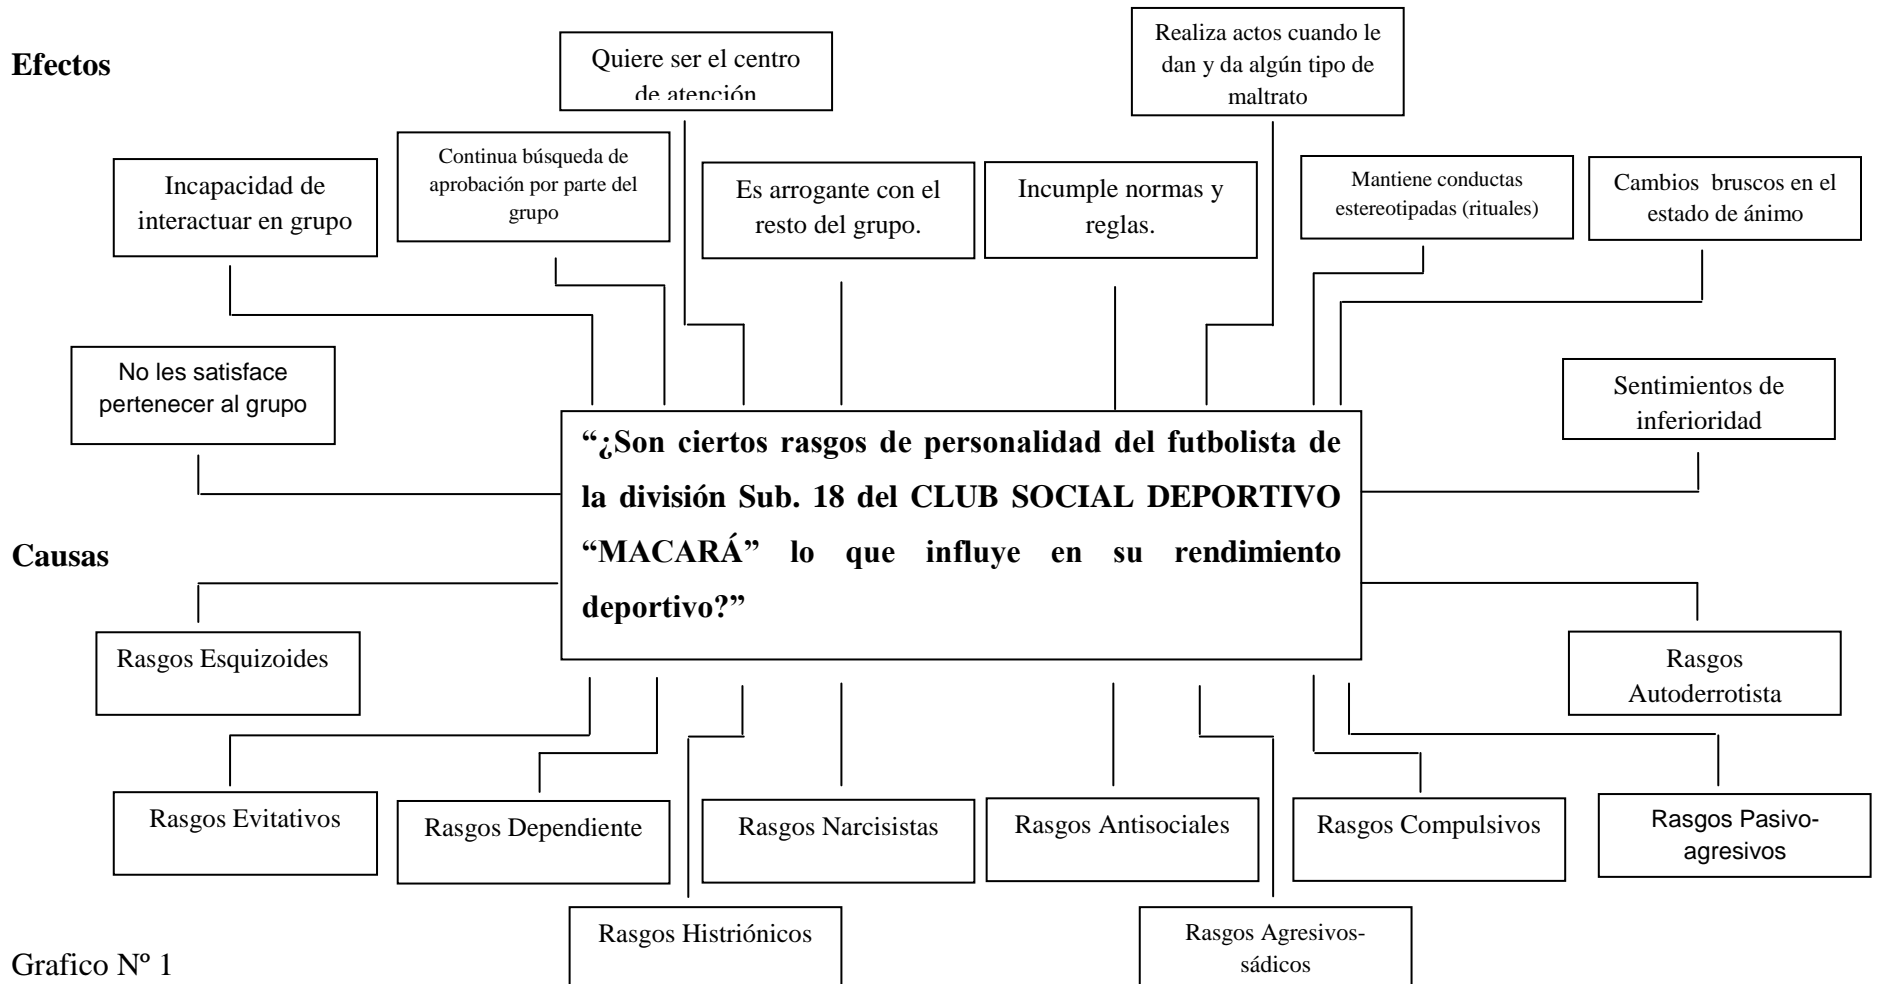 Efectos
Quiere ser el centro
de atención
Realiza actos cuando le
dan y da algún tipo de
maltrato
Incapacidad de
interactuar en grupo
Continua búsqueda de
aprobación por parte del
grupo
Es arrogante con el
resto del grupo.
Incumple normas y
reglas.
Mantiene conductas
estereotipadas (rituales)
Cambios bruscos en el
estado de ánimo
No les satisface
pertenecer al grupo
Sentimientos de
inferioridad
“¿Son ciertos rasgos de personalidad del futbolista de
la división Sub. 18 del CLUB SOCIAL DEPORTIVO
“MACARÁ” lo que influye en su rendimiento
deportivo?”
Causas
Rasgos Esquizoides
Rasgos
Autoderrotista
Rasgos Evitativos
Rasgos Dependiente
Rasgos Narcisistas
Rasgos Antisociales
Rasgos Compulsivos
Rasgos Pasivo-
agresivos
Rasgos Histriónicos
Rasgos Agresivos-
sádicos
Grafico Nº 1